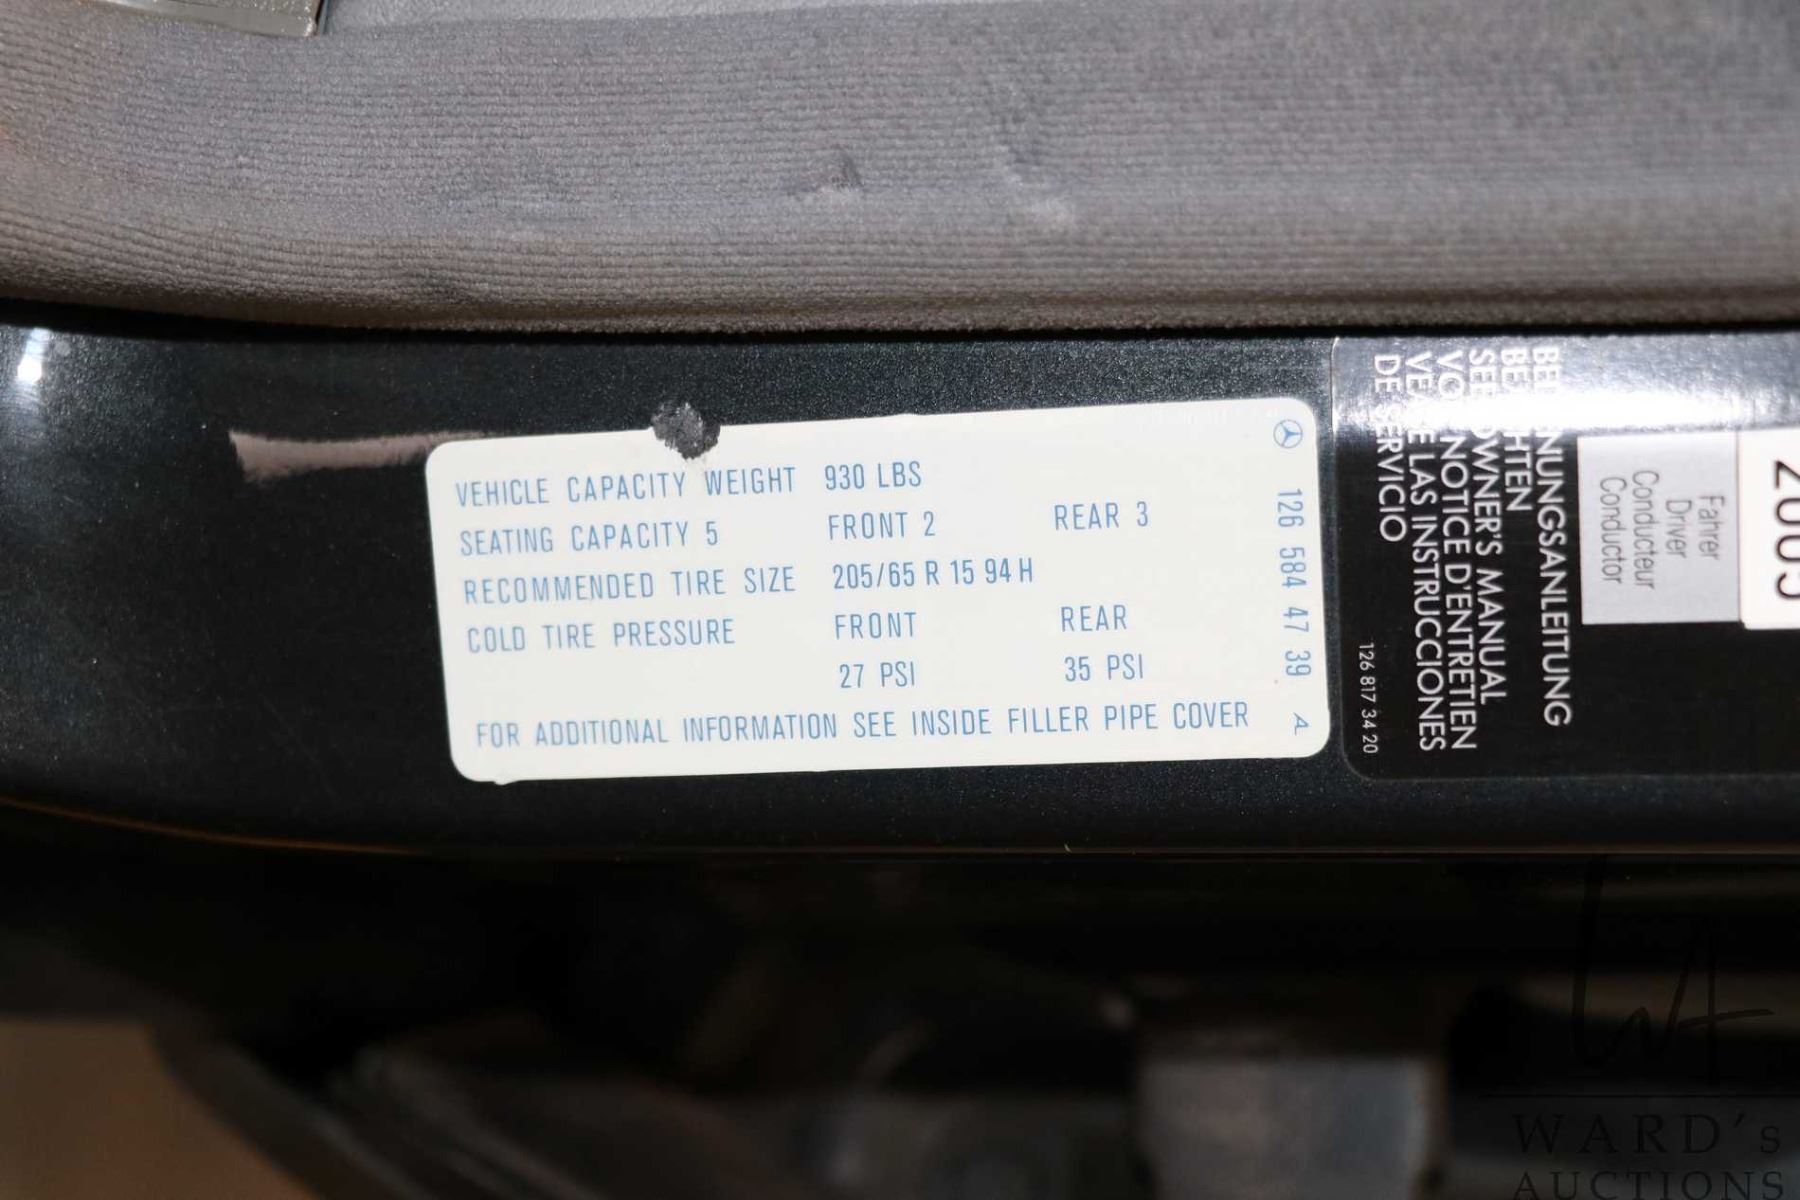 VEHICLE CAPACITY WEIGHT 930 LBS
SEATING CAPACITY 5 FRONT 2 REAR 3
RECOMMENDED TIRE SIZE 205/65 R 15 94 H
COLD TIRE PRESSURE FRONT REAR
27 PSI 35 PSI
FOR ADDITIONAL INFORMATION SEE INSIDE FILLER PIPE COVER
126 584 47 39 A
BEDIENUNGSANLEITUNG
BEACHTEN
SEE OWNER'S MANUAL
VOIR NOTICE D'ENTRETIEN
VEASE LAS INSTRUCCIONES
DE SERVICIO
126 817 34 20
Fahrer
Driver
Conducteur
Conductor
WARD's
AUCTIONS